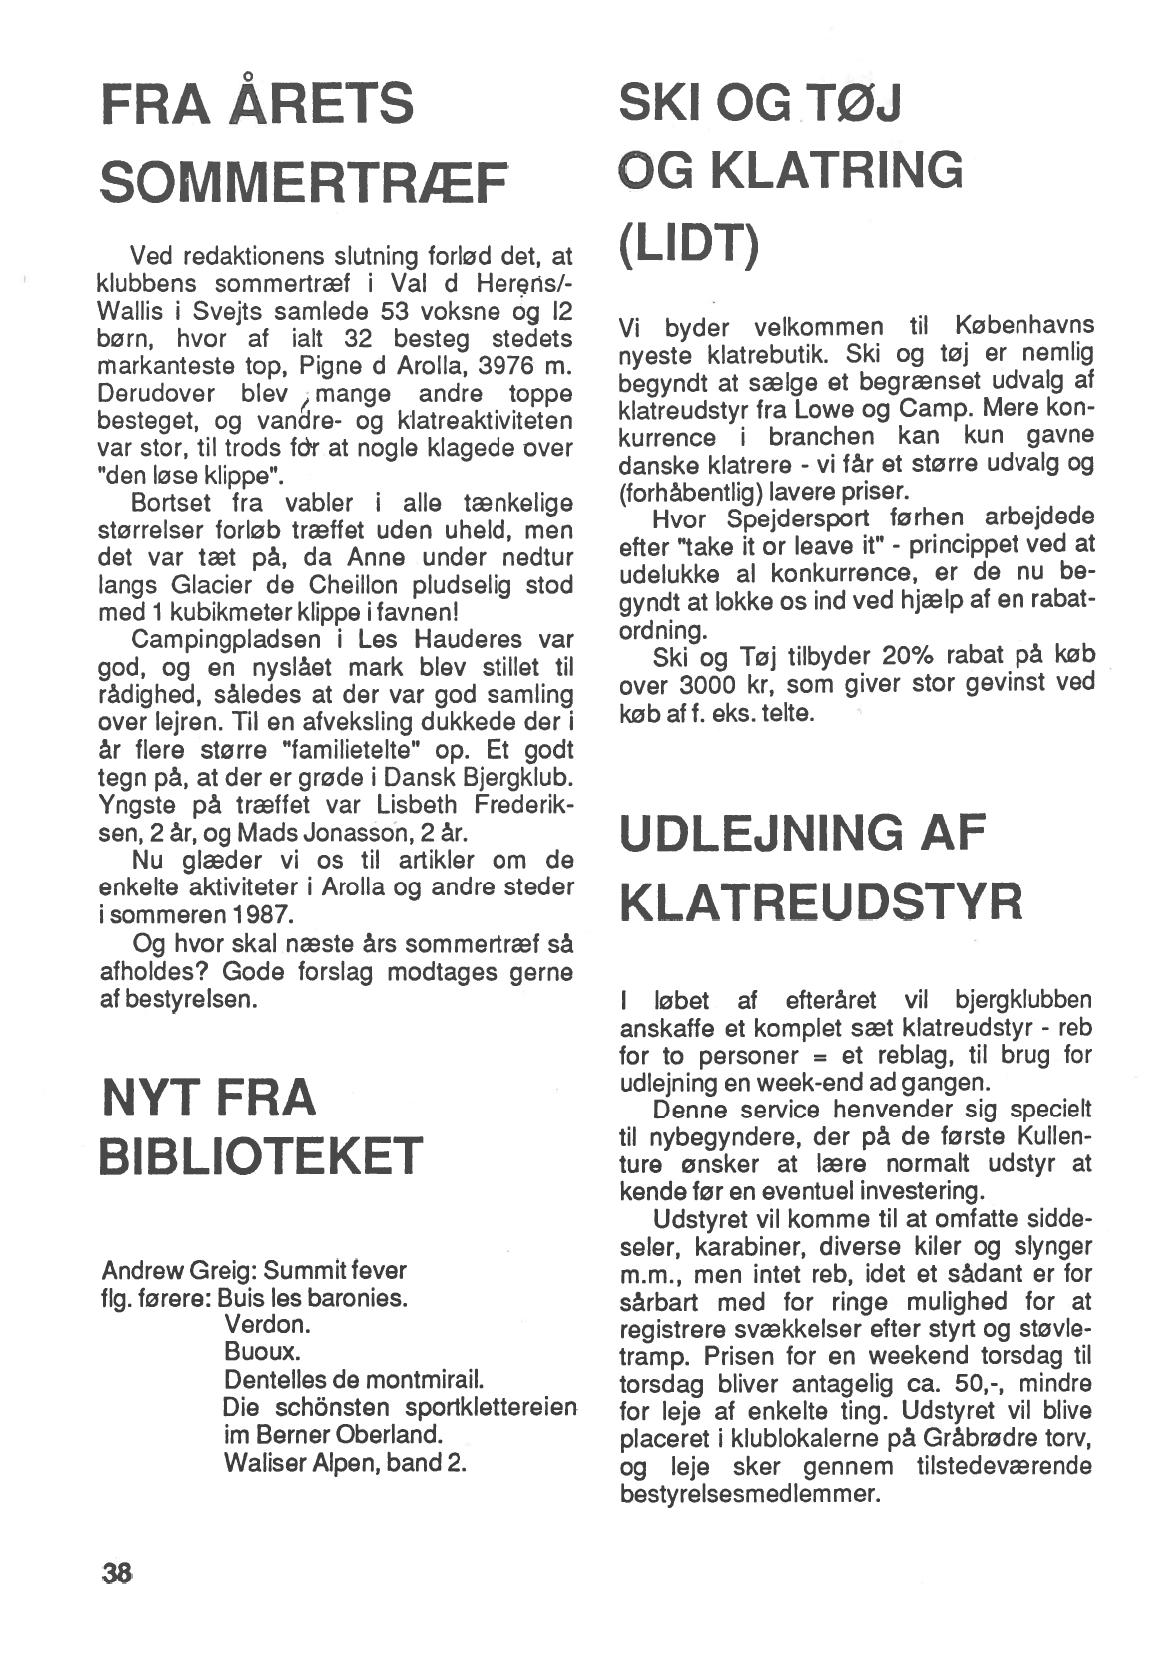 FRA ÅRETS
SOMMERTRÆF
Ved redaktionens slutning forlød det, at
klubbens sommertræf i Val d Herens/-
Wallis i Svejts samlede 53 voksne og l2
børn, hvor af ialt 32 besteg stedets
markanteste top, Pigne d Arolla, 3976 m.
Derudover blev mange andre toppe
besteget, og vandre- og klatreaktiviteten
var stor, til trods for at nogle klagede over
"den løse klippe".
Bortset fra vabler i alle tænkelige
størrelser forløb træffet uden uheld, men
det var tæt på, da Anne under nedtur
langs Glacier de Cheillon pludselig stod
med 1 kubikmeter klippe i favnen!
Campingpladsen i Les Hauderes var
god, og en nyslået mark blev stillet til
rådighed, således at der var god samling
over lejren. Til en afveksling dukkede der i
år flere større "familietelte" op. Et godt
tegn på, at der er grøde i Dansk Bjergklub.
Yngste på træffet var Lisbeth Frederik-
sen, 2 år, og Mads Jonasson, 2 år.
Nu glæder vi os til artikler om de
enkelte aktiviteter i Arolla og andre steder
i sommeren 1987.
Og hvor skal næste års sommertræf så
afholdes? Gode forslag modtages gerne
af bestyrelsen.
NYT FRA
BIBLIOTEKET
Andrew Greig: Summit fever
flg. førere: Buis les baronies.
Verdon.
Buoux.
Dentelles de montmirail.
Die schönsten sportklettereien
im Berner Oberland.
Waliser Alpen, band 2.
38
SKI OG TØJ
OG KLATRING
(LIDT)
Vi byder velkommen til Københavns
nyeste klatrebutik. Ski og tøj er nemlig
begyndt at sælge et begrænset udvalg af
klatreudstyr fra Lowe og Camp. Mere kon-
kurrence i branchen kan kun gavne
danske klatrere - vi får et større udvalg og
(forhåbentlig) lavere priser.
Hvor Spejdersport førhen arbejdede
efter "take it or leave it" - princippet ved at
udelukke al konkurrence, er de nu be-
gyndt at lokke os ind ved hjælp af en rabat-
ordning.
Ski og Tøj tilbyder 20% rabat på køb
over 3000 kr, som giver stor gevinst ved
køb af f. eks. telte.
UDLEJNING AF
KLATREUDSTYR
I løbet af efteråret vil bjergklubben
anskaffe et komplet sæt klatreudstyr - reb
for to personer = et reblag, til brug for
udlejning en week-end ad gangen.
Denne service henvender sig specielt
til nybegyndere, der på de første Kullen-
ture ønsker at lære normalt udstyr at
kende før en eventuel investering.
Udstyret vil komme til at omfatte sidde-
seler, karabiner, diverse kiler og slynger
m.m., men intet reb, idet et sådant er for
sårbart med for ringe mulighed for at
registrere svækkelser efter styrt og støvle-
tramp. Prisen for en weekend torsdag til
torsdag bliver antagelig ca. 50,-, mindre
for leje af enkelte ting. Udstyret vil blive
placeret i klublokalerne på Gråbrødre torv,
og leje sker gennem tilstedeværende
bestyrelsesmedlemmer.